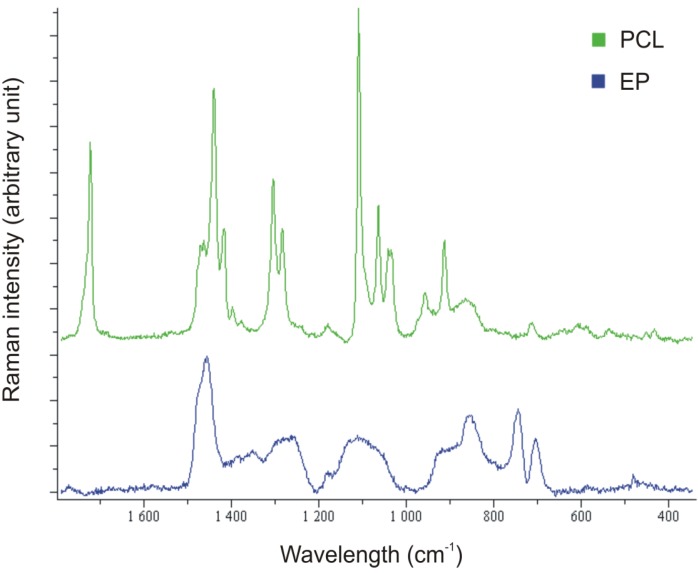 PCL
EP
Raman intensity (arbitrary unit)
1 600 1 400 1 200 1 000 800 600 400
Wavelength (cm⁻¹)